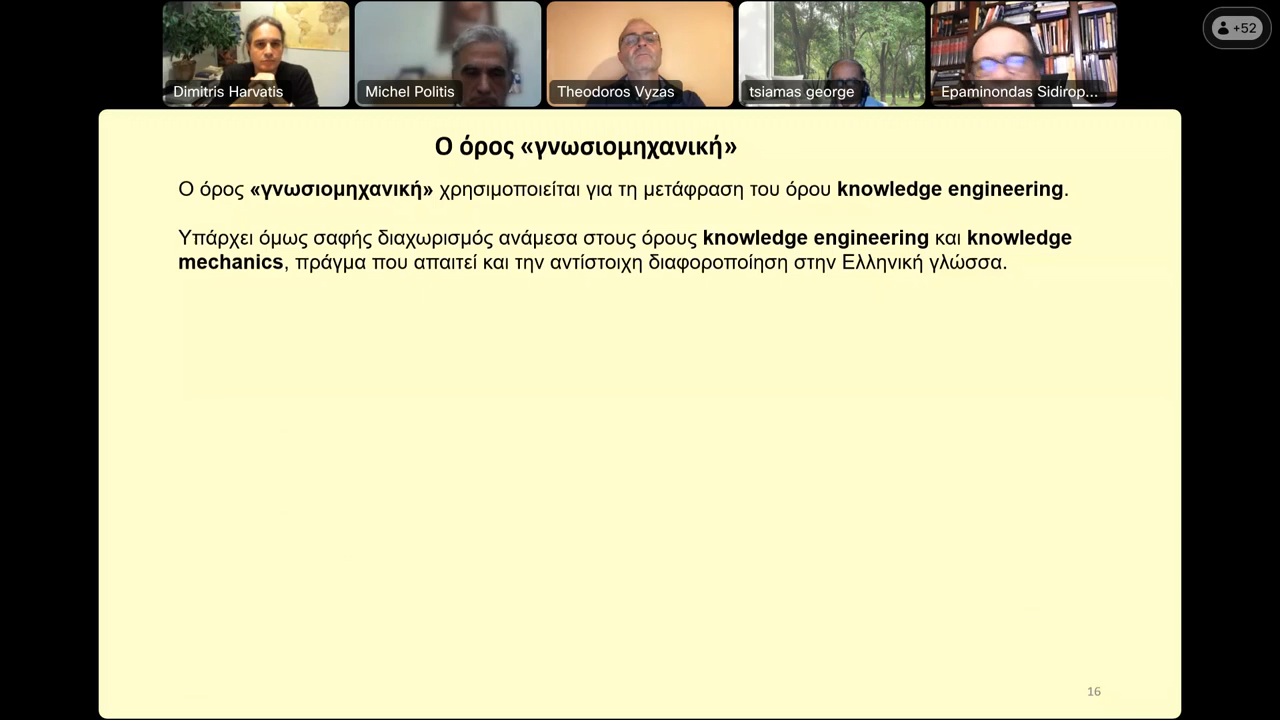 Dimitris Harvatis
Michel Politis
Theodoros Vyzas
tsiamas george
Epaminondas Sidirop...
+52
Ο όρος «γνωσιομηχανική»
Ο όρος «γνωσιομηχανική» χρησιμοποιείται για τη μετάφραση του όρου knowledge engineering.
Υπάρχει όμως σαφής διαχωρισμός ανάμεσα στους όρους knowledge engineering και knowledge
mechanics, πράγμα που απαιτεί και την αντίστοιχη διαφοροποίηση στην Ελληνική γλώσσα.
16